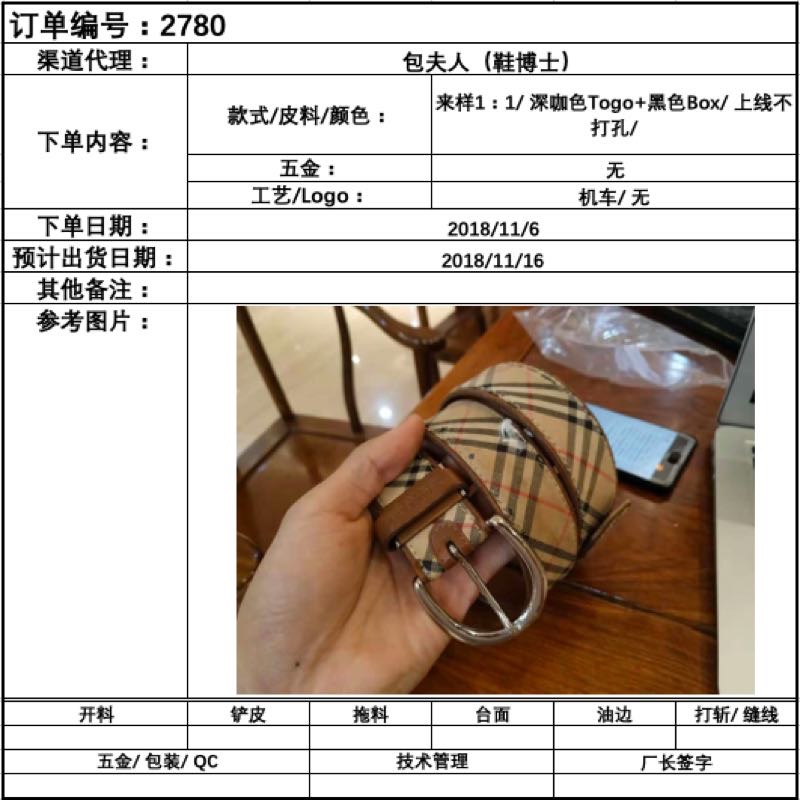 订单编号：2780
渠道代理： 包夫人（鞋博士）
下单内容： 款式/皮料/颜色： 来样1：1/ 深咖色Togo+黑色Box/ 上线不
打孔/
五金： 无
工艺/Logo： 机车/ 无
下单日期： 2018/11/6
预计出货日期： 2018/11/16
其他备注：
参考图片：
开料 铲皮 拖料 台面 油边 打斩/ 缝线
五金/ 包装/ QC 技术管理 厂长签字